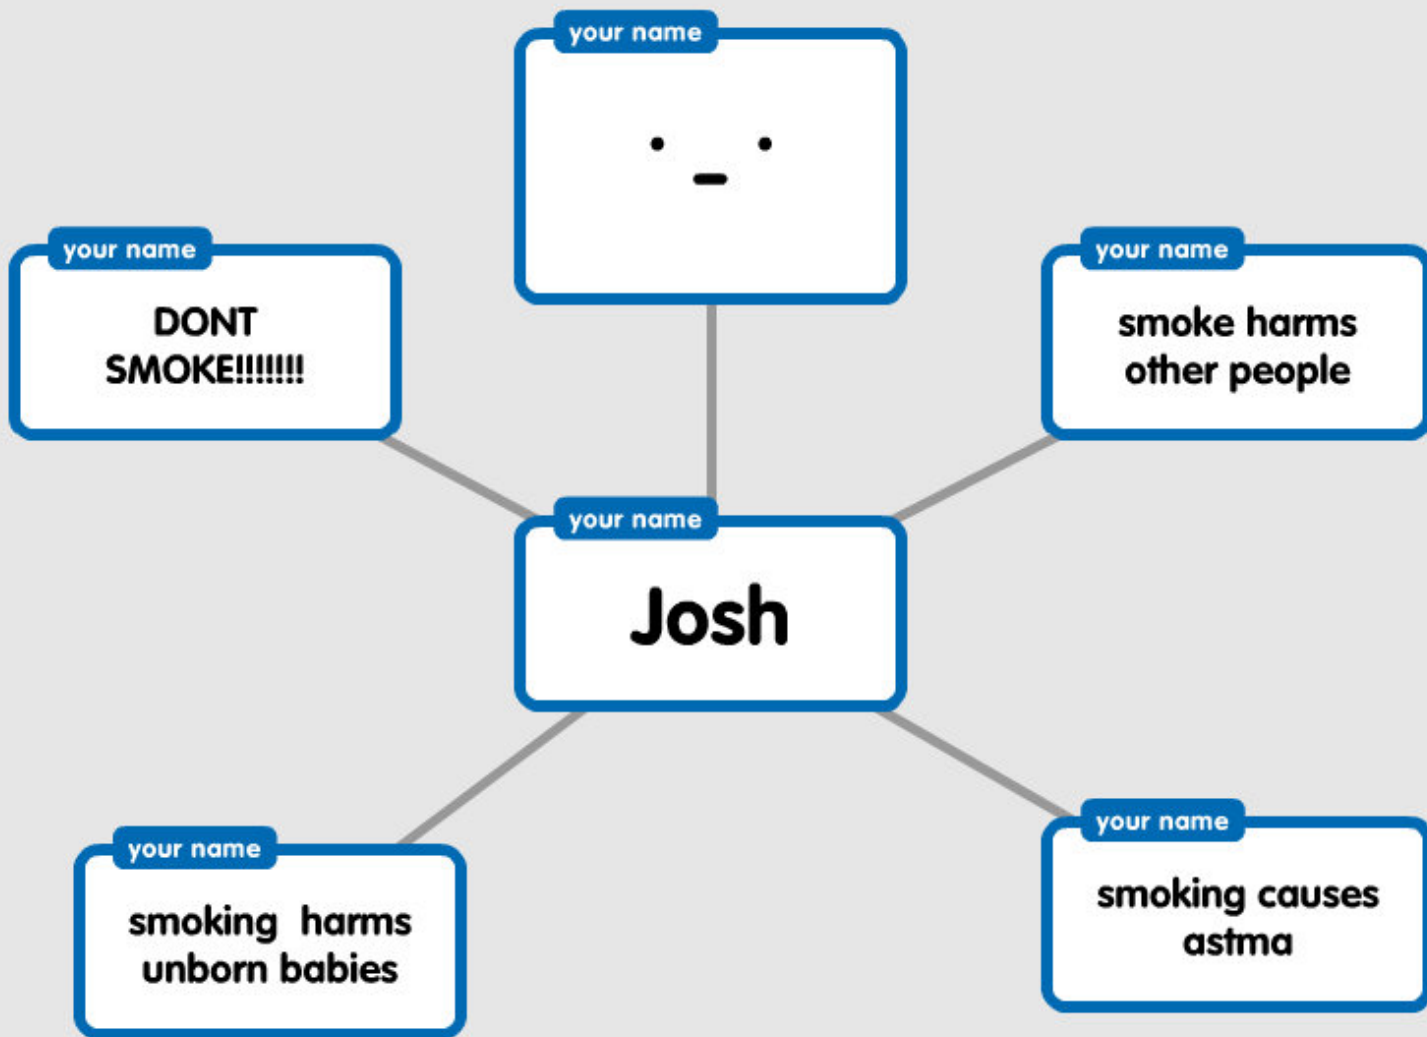 your name
your name
DONT
SMOKE!!!!!!!
your name
smoke harms
other people
your name
Josh
your name
smoking  harms
unborn babies
your name
smoking causes
astma